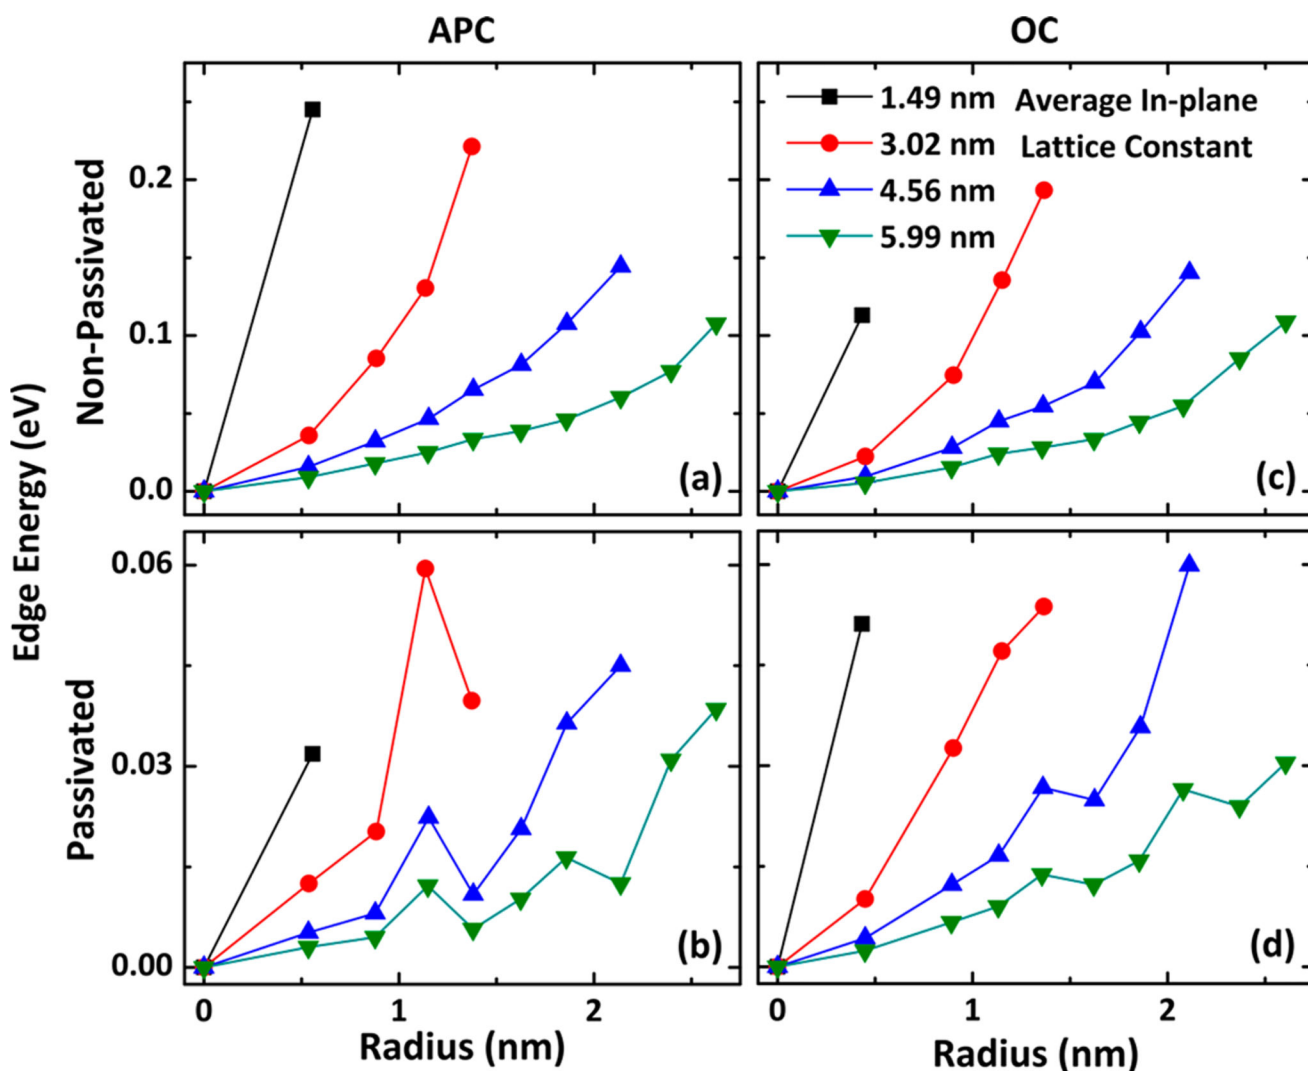 APC
OC
Non-Passivated
0.2
0.1
0.0
(a)
1.49 nm Average In-plane
3.02 nm Lattice Constant
4.56 nm
5.99 nm
(c)
Edge Energy (eV)
Passivated
0.06
0.03
0.00
(b)
(d)
0 1 2
0 1 2
Radius (nm)
Radius (nm)